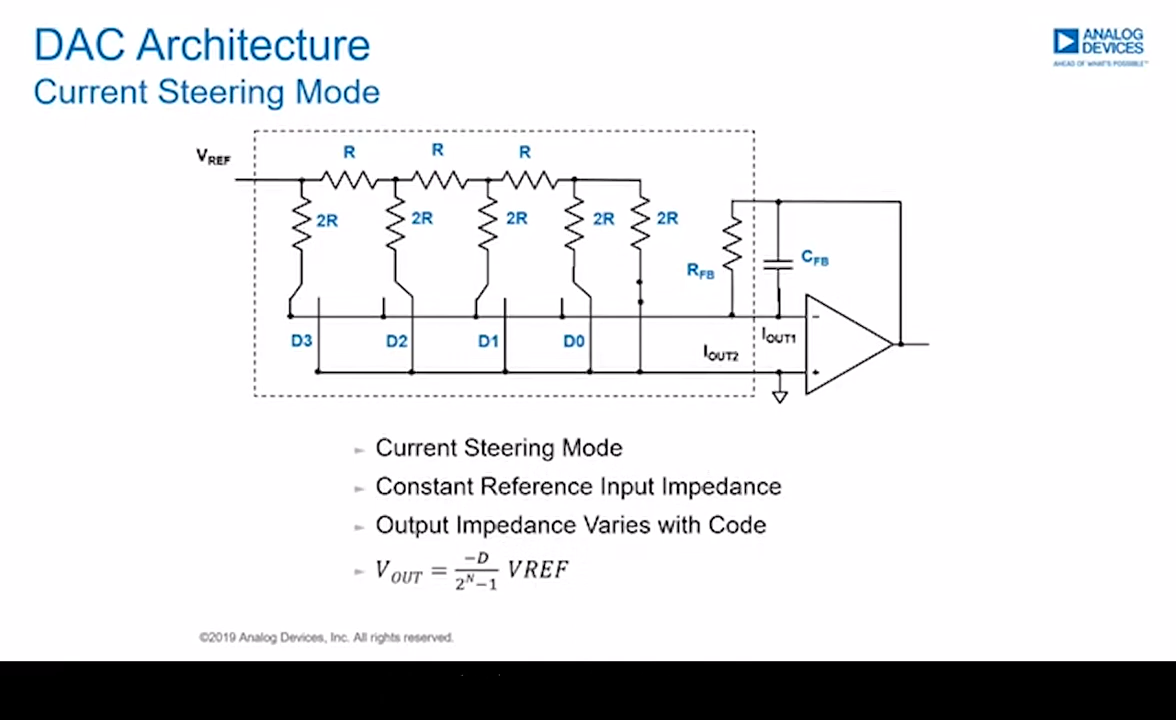 DAC Architecture
Current Steering Mode
ANALOG
DEVICES
AHEAD OF WHAT'S POSSIBLE™
V_REF
R
R
R
2R
2R
2R
2R
2R
R_FB
C_FB
D3
D2
D1
D0
I_OUT2
I_OUT1
-
+
Current Steering Mode
Constant Reference Input Impedance
Output Impedance Varies with Code
V_OUT = -D/(2^N-1) VREF
©2019 Analog Devices, Inc. All rights reserved.